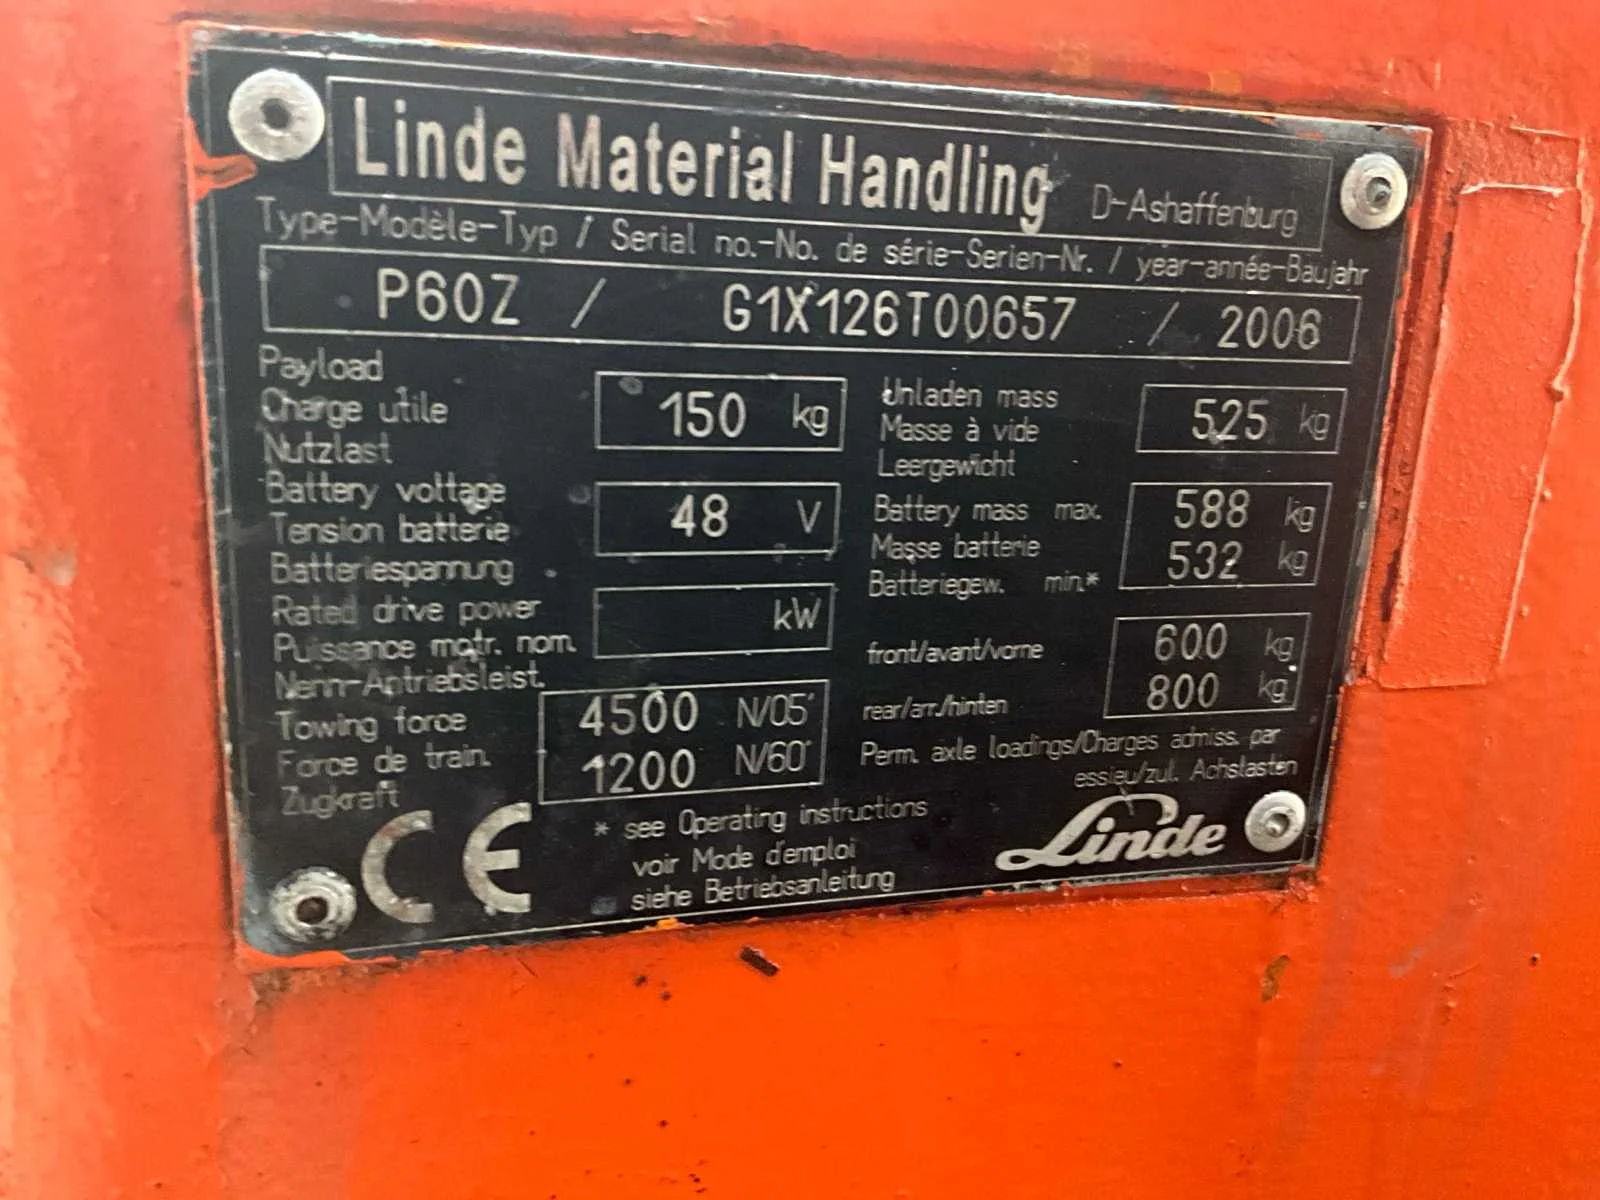 Linde Material Handling D-Aschaffenburg
Type-Modèle-Typ / Serial no.-No. de série-Serien-Nr. / year-année-Baujahr
P60Z / G1X126T00657 / 2006
Payload
Charge utile
Nutzlast
150 kg
Battery voltage
Tension batterie
Batteriespannung
48 V
Rated drive power
Puissance motr. nom.
Nenn-Antriebsleist.
kW
Towing force
Force de train.
Zugkraft
4500 N/05'
1200 N/60'
Unladen mass
Masse à vide
Leergewicht
525 kg
Battery mass max.
Masse batterie
Batteriegew. min.*
588 kg
532 kg
front/avant/vorne 600 kg
rear/arr./hinten 800 kg
Perm. axle loadings/Charges admiss. par
essieu/zul. Achslasten
CE
* see Operating instructions
voir Mode d'emploi
siehe Betriebsanleitung
Linde